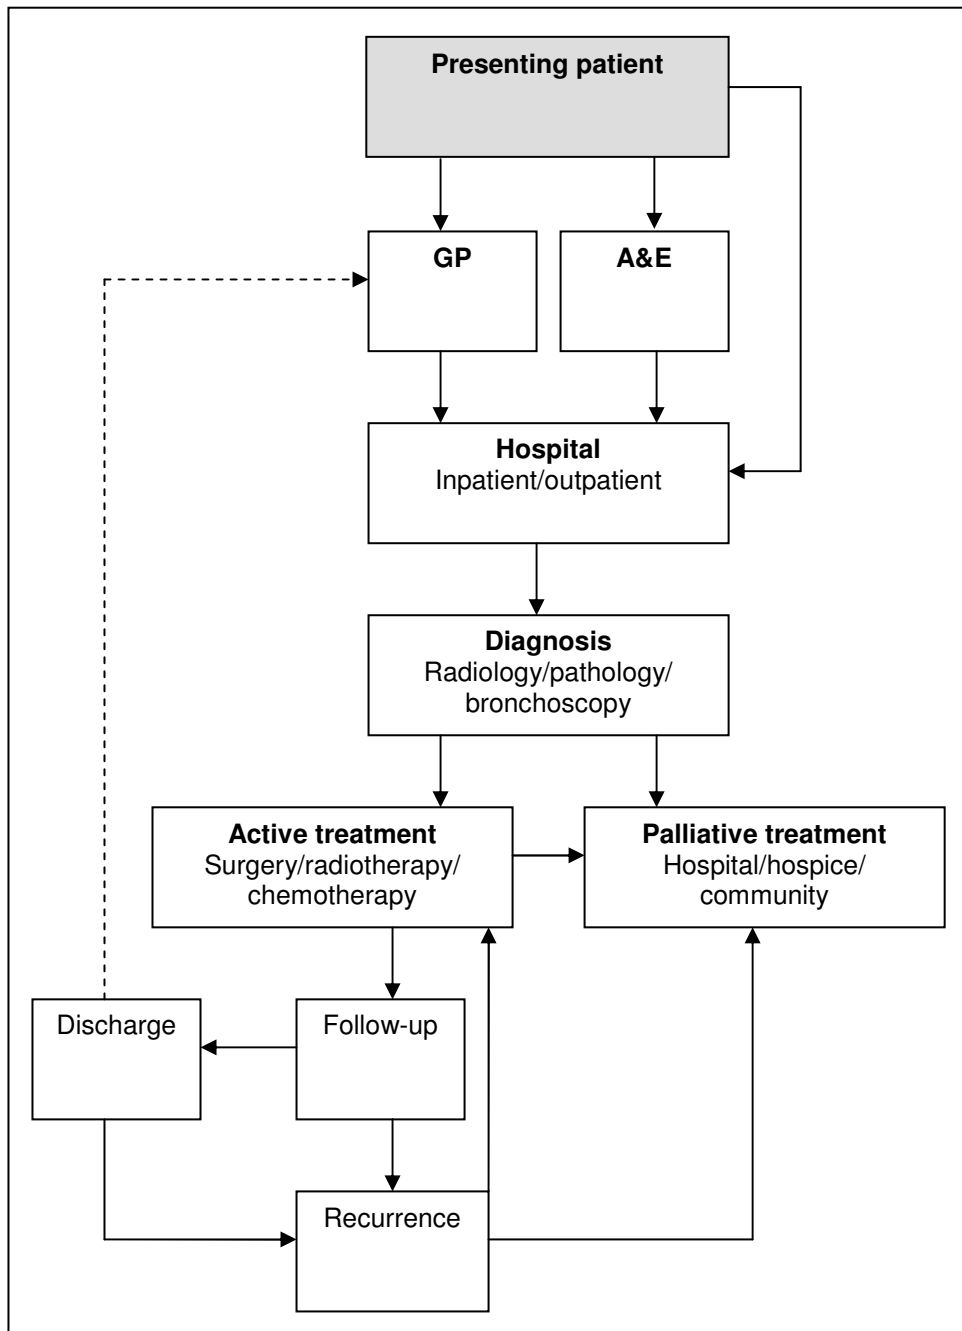 Presenting patient
GP
A&E
Hospital
Inpatient/outpatient
Diagnosis
Radiology/pathology/
bronchoscopy
Active treatment
Surgery/radiotherapy/
chemotherapy
Palliative treatment
Hospital/hospice/
community
Discharge
Follow-up
Recurrence